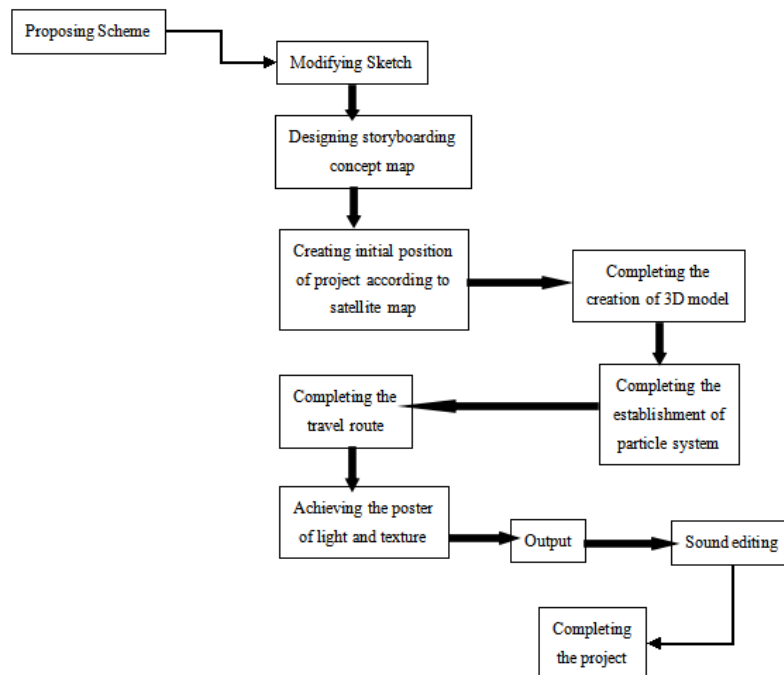 Proposing Scheme
Modifying Sketch
Designing storyboarding
concept map
Creating initial position
of project according to
satellite map
Completing the
creation of 3D model
Completing the
establishment of
particle system
Completing the
travel route
Achieving the poster
of light and texture
Output
Sound editing
Completing
the project